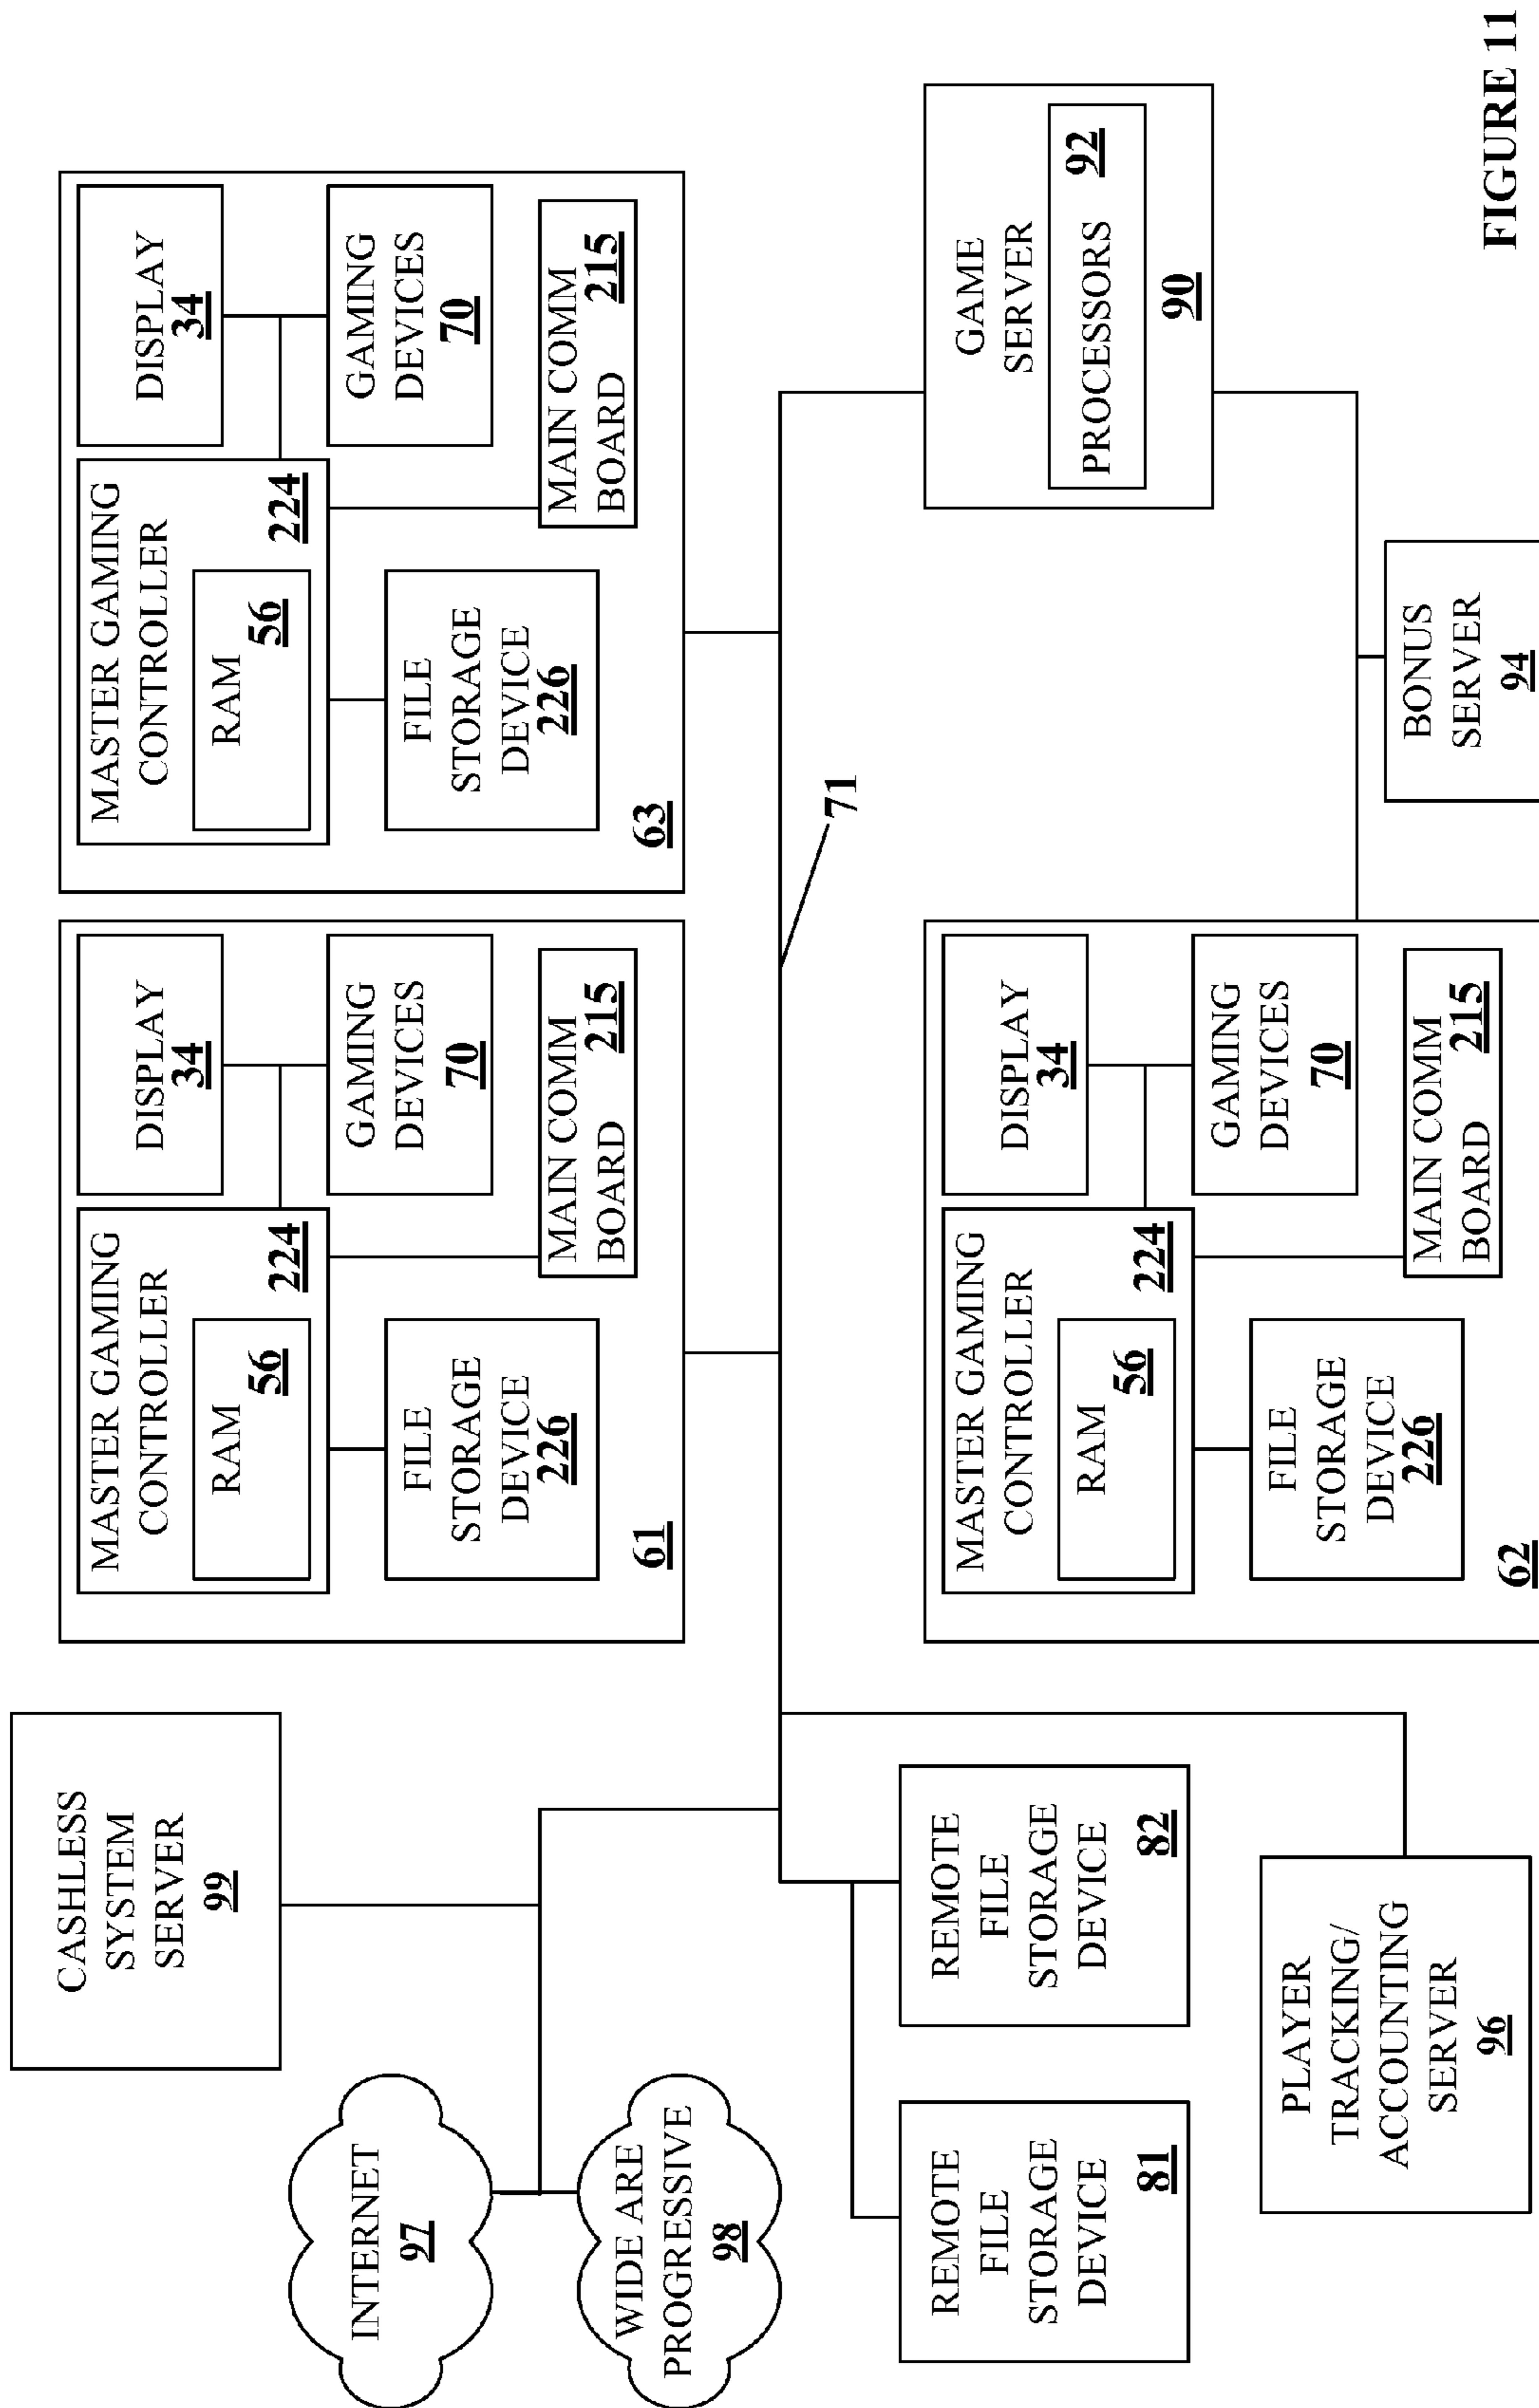 CASHLESS
SYSTEM
SERVER
99
INTERNET
97
WIDE ARE
PROGRESSIVE
98
MASTER GAMING
CONTROLLER
224
RAM
56
FILE
STORAGE
DEVICE
226
DISPLAY
34
GAMING
DEVICES
70
MAIN COMM
BOARD 215
61
MASTER GAMING
CONTROLLER
224
RAM
56
FILE
STORAGE
DEVICE
226
DISPLAY
34
GAMING
DEVICES
70
MAIN COMM
BOARD 215
63
71
REMOTE
FILE
STORAGE
DEVICE
81
REMOTE
FILE
STORAGE
DEVICE
82
PLAYER
TRACKING/
ACCOUNTING
SERVER
96
MASTER GAMING
CONTROLLER
224
RAM
56
FILE
STORAGE
DEVICE
226
DISPLAY
34
GAMING
DEVICES
70
MAIN COMM
BOARD 215
62
GAME
SERVER
PROCESSORS 92
90
BONUS
SERVER
94
FIGURE 11